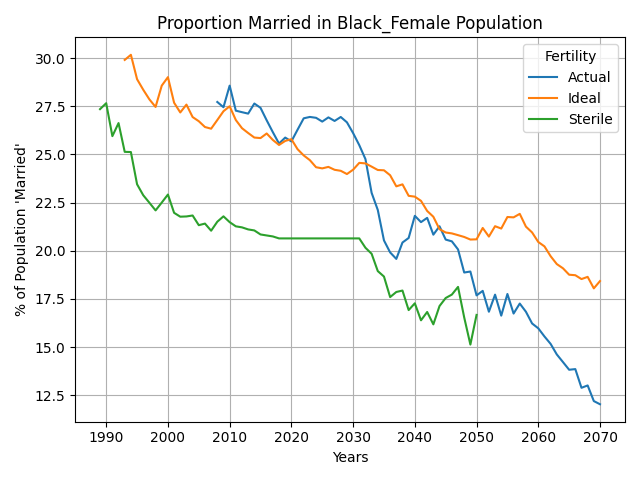 Proportion Married in Black_Female Population
% of Population 'Married'
30.0
27.5
25.0
22.5
20.0
17.5
15.0
12.5
Fertility
Actual
Ideal
Sterile
1990 2000 2010 2020 2030 2040 2050 2060 2070
Years